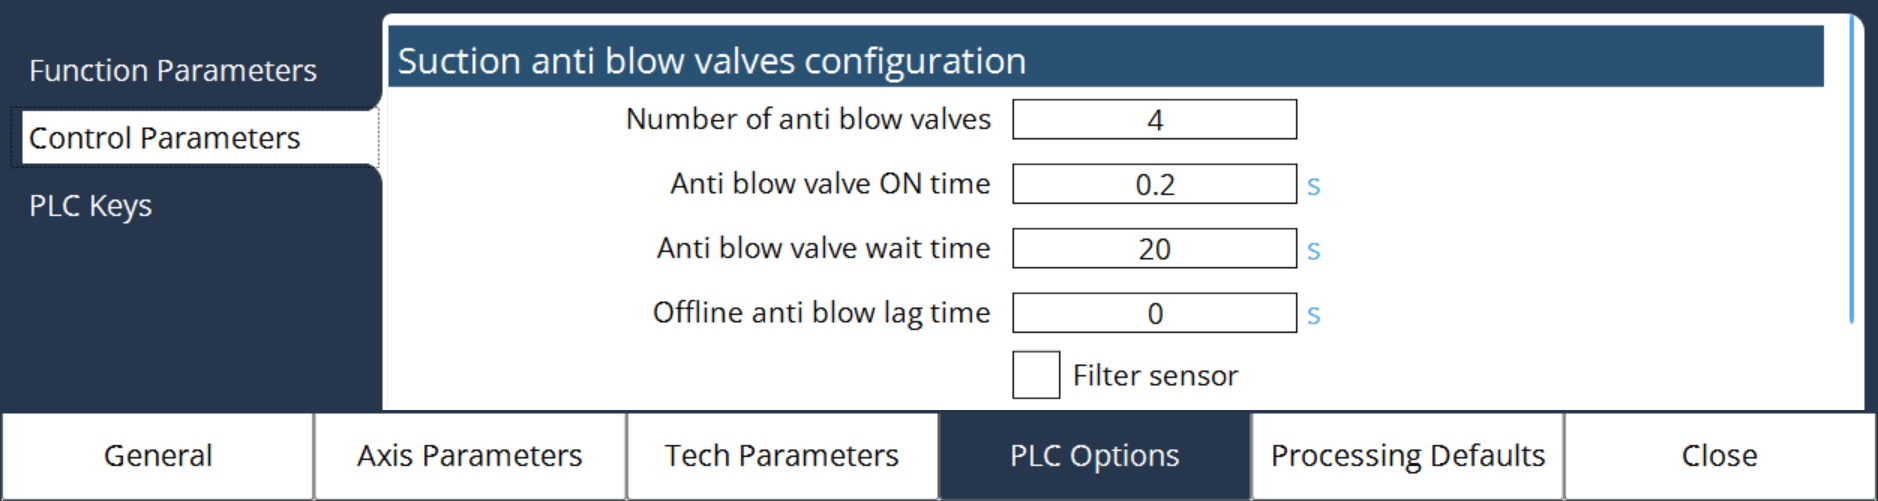 Function Parameters
Control Parameters
PLC Keys
Suction anti blow valves configuration
Number of anti blow valves 4
Anti blow valve ON time 0.2 s
Anti blow valve wait time 20 s
Offline anti blow lag time 0 s
Filter sensor
General Axis Parameters Tech Parameters PLC Options Processing Defaults Close